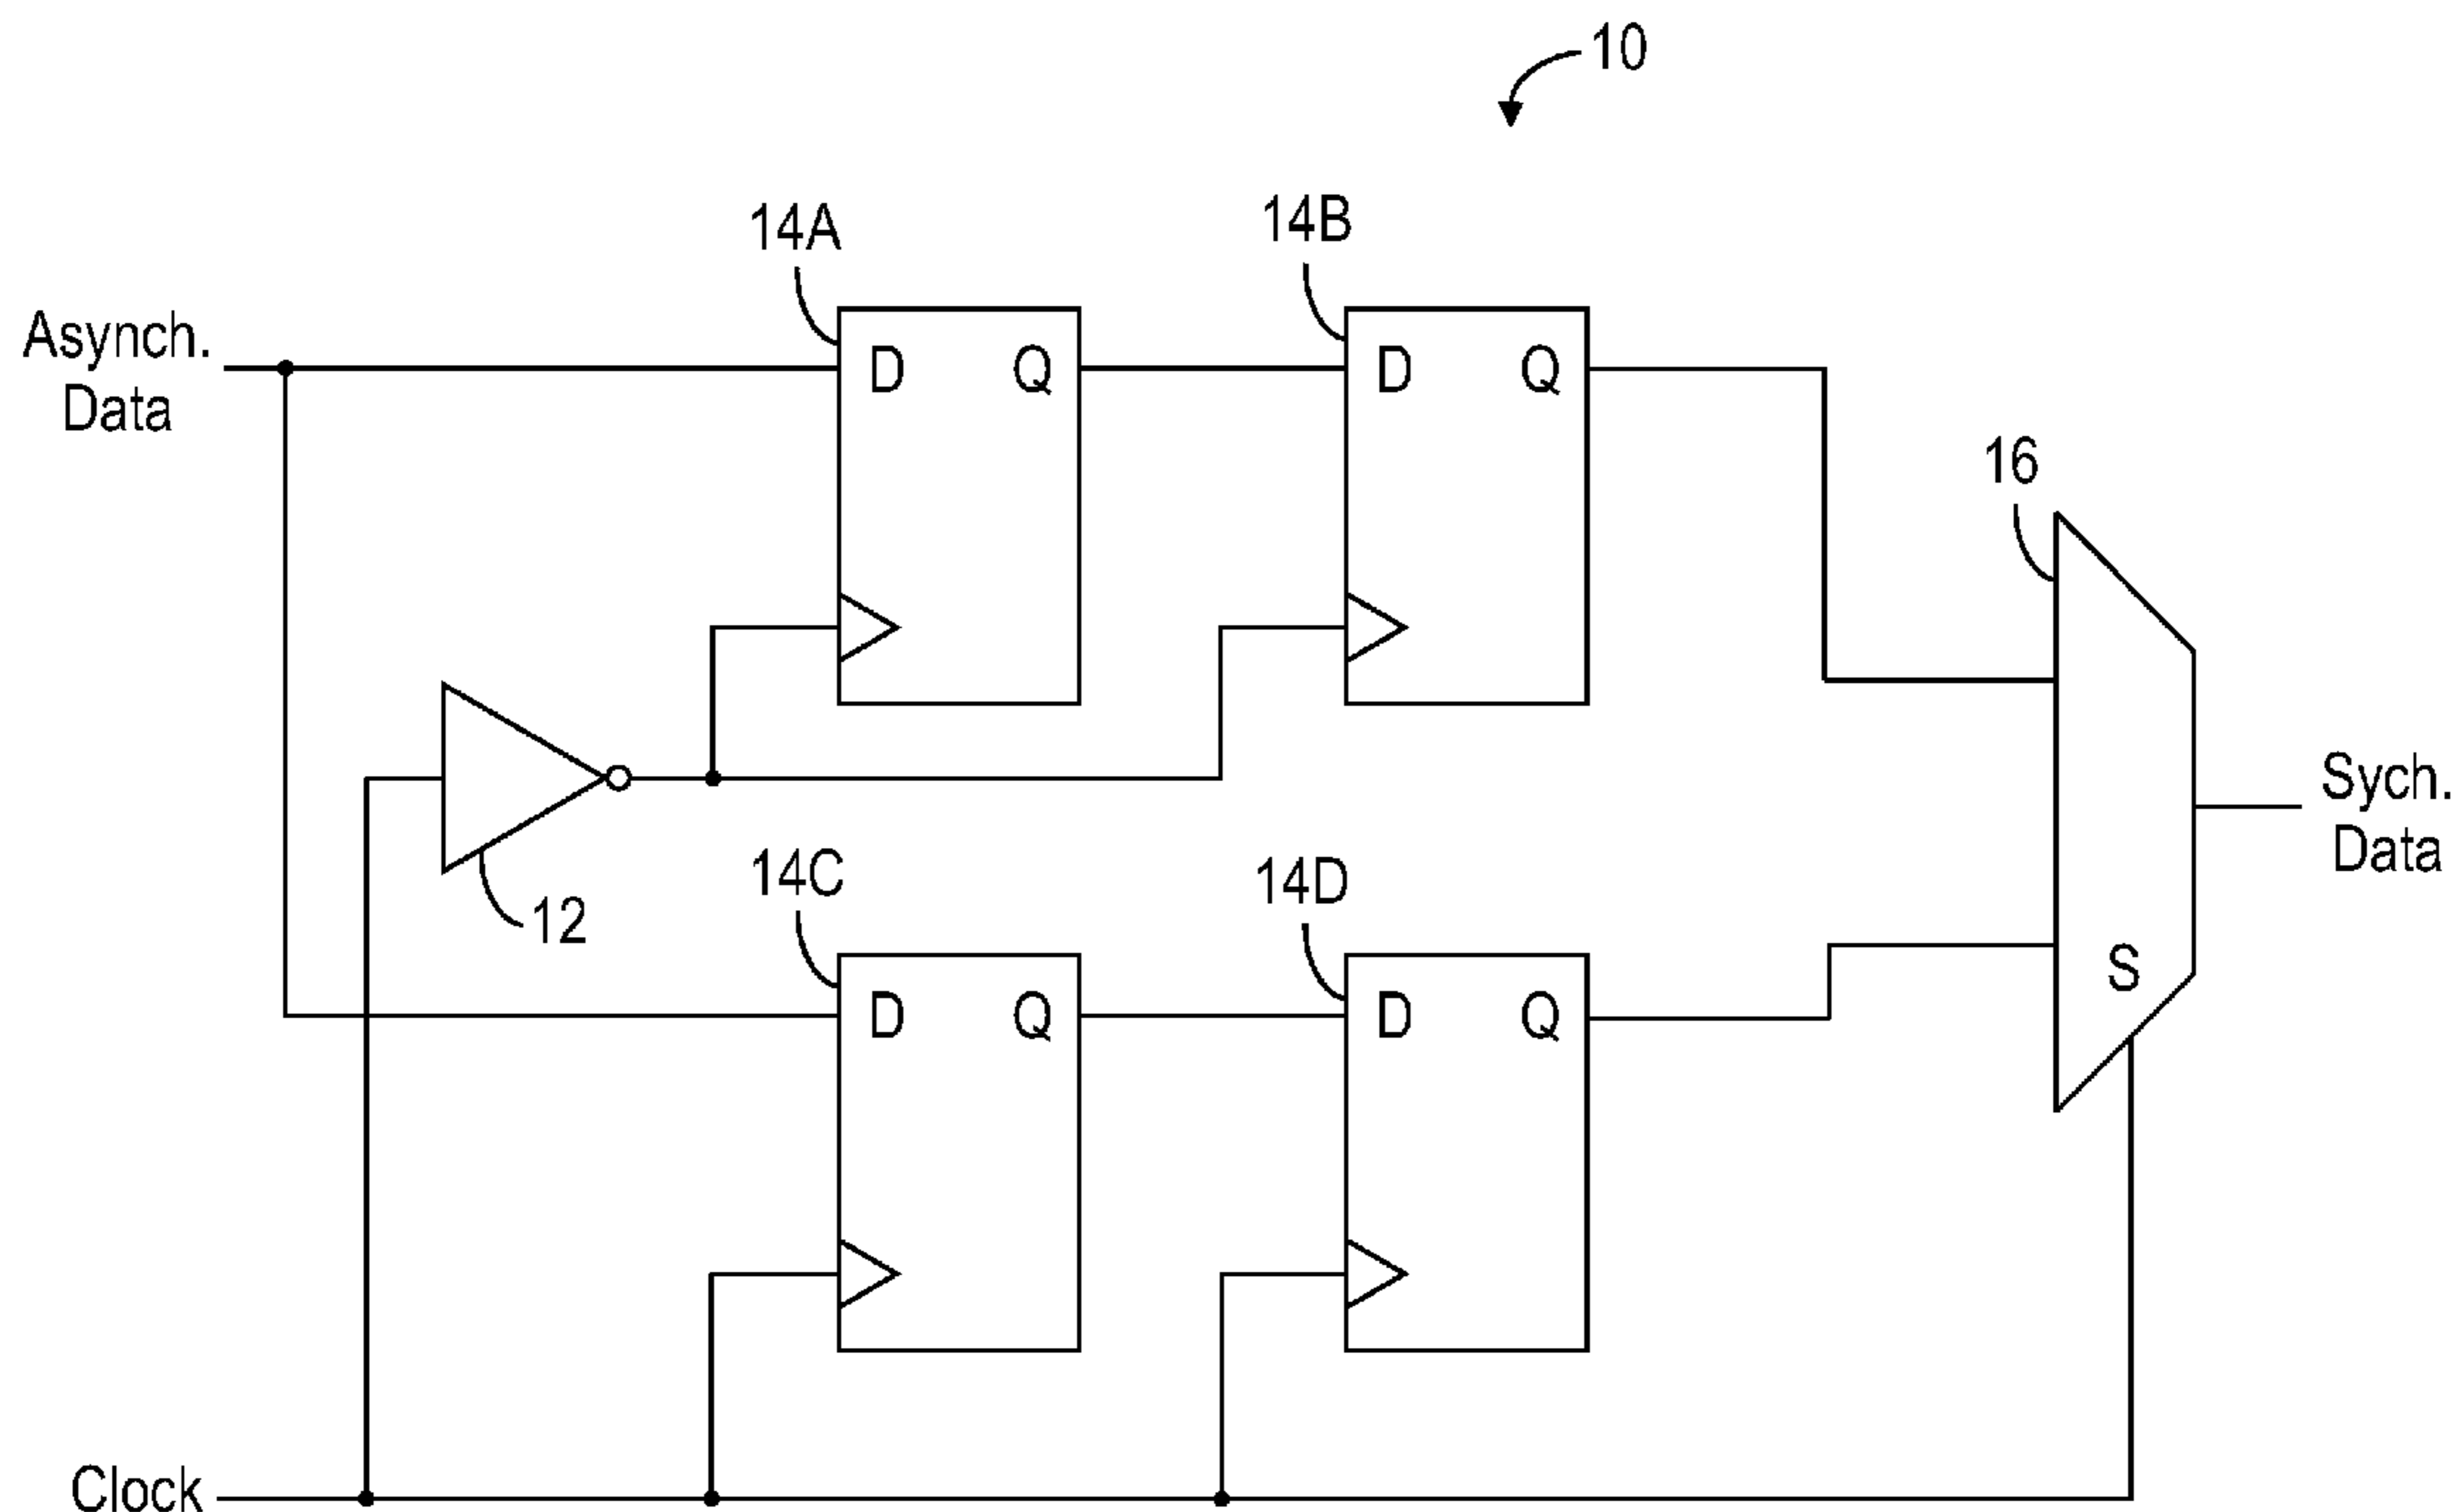 10
14A
14B
Asynch.
Data
D
Q
D
Q
16
Sych.
Data
12
14C
14D
S
D
Q
D
Q
Clock